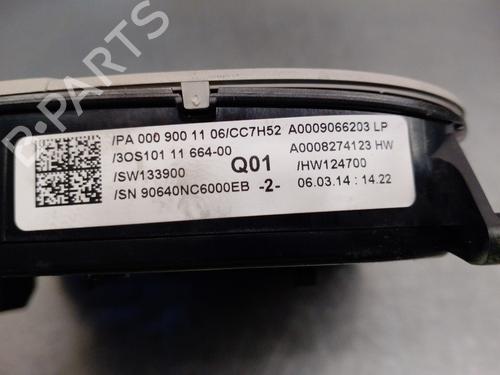 /PA 000 900 11 06/CC7H52 A0009066203 LP
/3OS101 11 664-00 Q01 A0008274123 HW
/SW133900 /HW124700
/SN 90640NC6000EB -2- 06.03.14 : 14.22
B-PARTS